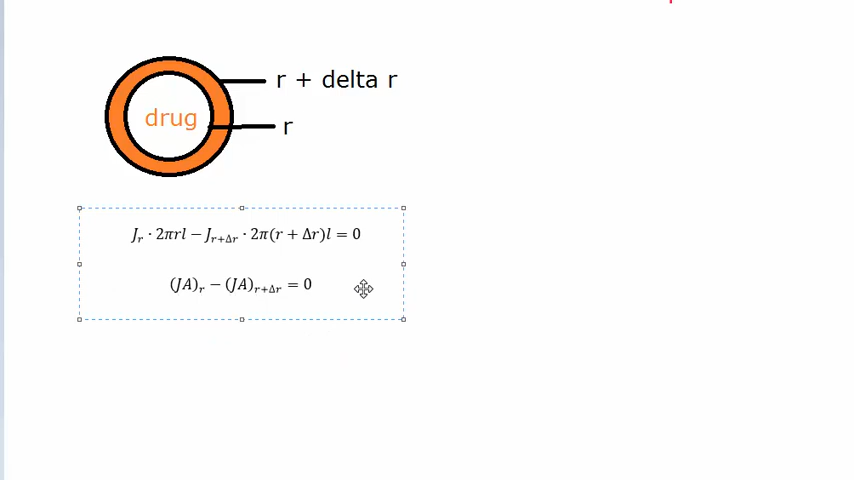 r + delta r
drug
r
J_r · 2πrl − J_{r+Δr} · 2π(r + Δr)l = 0
(JA)_r − (JA)_{r+Δr} = 0